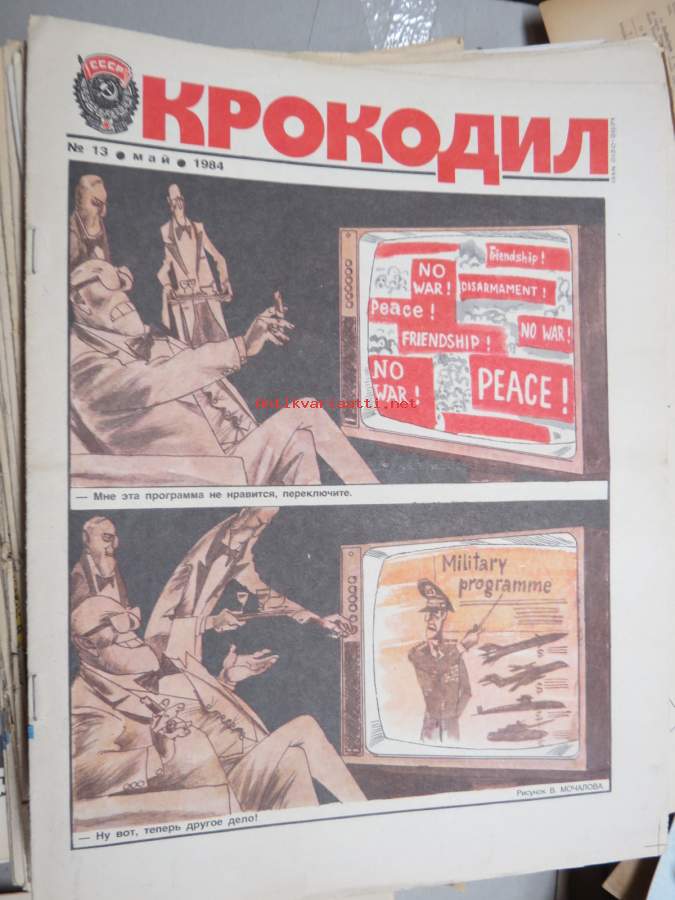 СССР
КРОКОДИЛ
№ 13 • май • 1984
Friendship!
NO
WAR!
DISARMAMENT!
Peace!
NO WAR!
FRIENDSHIP!
NO
WAR!
PEACE!
antikvariaatti.net
— Мне эта программа не нравится, переключите.
Military
programme
Рисунок В. МОЧАЛОВА.
— Ну вот, теперь другое дело!